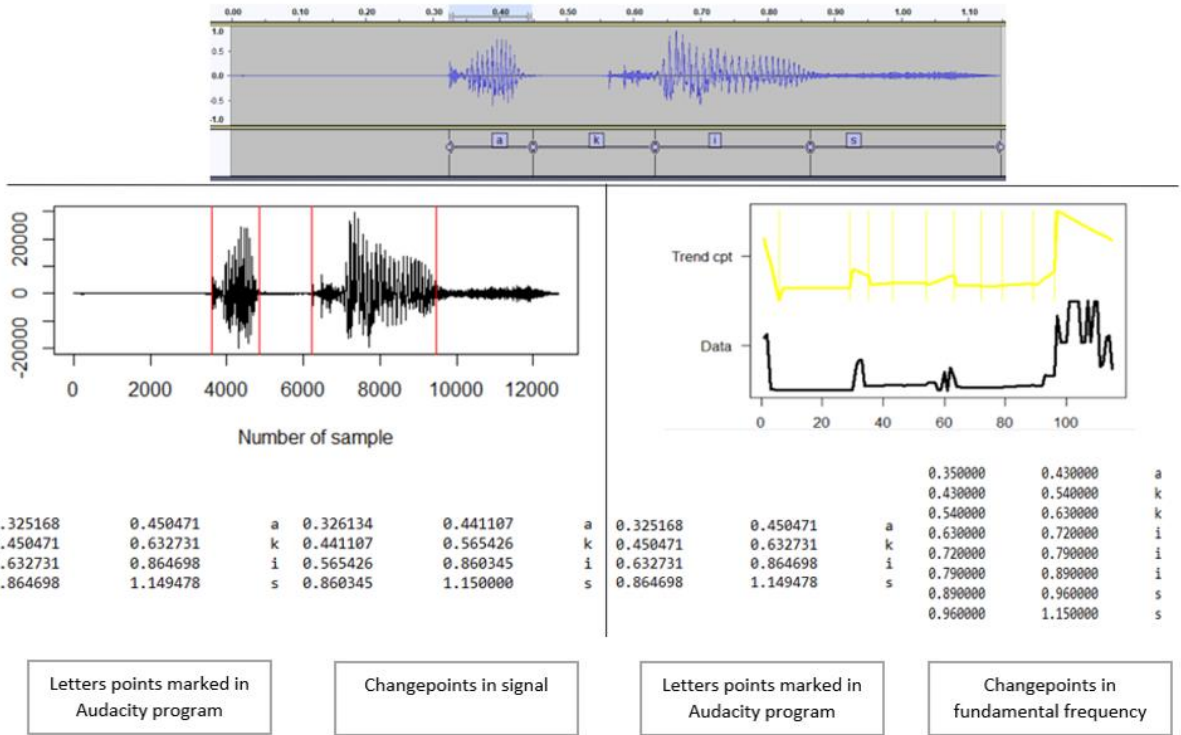 0.00 0.10 0.20 0.30 0.40 0.50 0.60 0.70 0.80 0.90 1.00 1.10
1.0
0.5
0.0
-0.5
-1.0
a k i s
20000
0
-20000
0 2000 4000 6000 8000 10000 12000
Number of sample
Trend cpt
Data
0 20 40 60 80 100
.325168 0.450471 a 0.326134 0.441107 a
.450471 0.632731 k 0.441107 0.565426 k
.632731 0.864698 i 0.565426 0.860345 i
.864698 1.149478 s 0.860345 1.150000 s
0.325168 0.450471 a
0.450471 0.632731 k
0.632731 0.864698 i
0.864698 1.149478 s
0.350000 0.430000 a
0.430000 0.540000 k
0.540000 0.630000 k
0.630000 0.720000 i
0.720000 0.790000 i
0.790000 0.890000 i
0.890000 0.960000 s
0.960000 1.150000 s
Letters points marked in
Audacity program
Changepoints in signal
Letters points marked in
Audacity program
Changepoints in
fundamental frequency